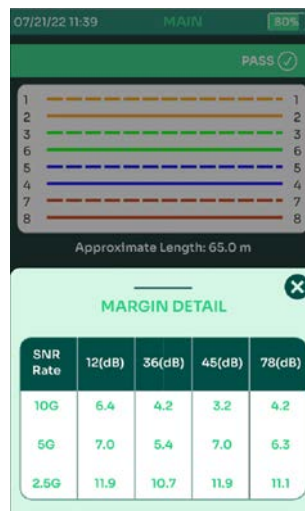 07/21/22 11:39 MAIN 80%
PASS
1 1
2 2
3 3
6 6
5 5
4 4
7 7
8 8
Approximate Length: 65.0 m
MARGIN DETAIL
SNR Rate 12(dB) 36(dB) 45(dB) 78(dB)
10G 6.4 4.2 3.2 4.2
5G 7.0 5.4 7.0 6.3
2.5G 11.9 10.7 11.9 11.1